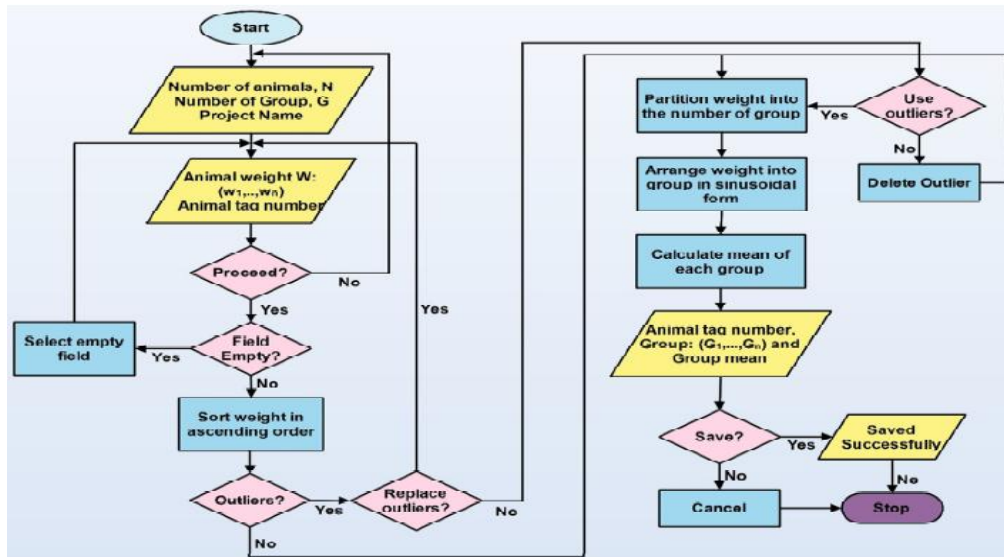 Start
Number of animals, N
Number of Group, G
Project Name
Animal weight W:
(w₁,..,wₙ)
Animal tag number
Proceed?
No
Yes
Select empty
field
Yes
Field
Empty?
No
Sort weight in
ascending order
Outliers?
Yes
No
Replace
outliers?
Yes
No
Partition weight into
the number of group
Yes
Use
outliers?
No
Delete Outlier
Arrange weight into
group in sinusoidal
form
Calculate mean of
each group
Animal tag number,
Group: (G₁,...,Gₙ) and
Group mean
Save?
Yes
Saved
Successfully
No
No
Cancel
Stop